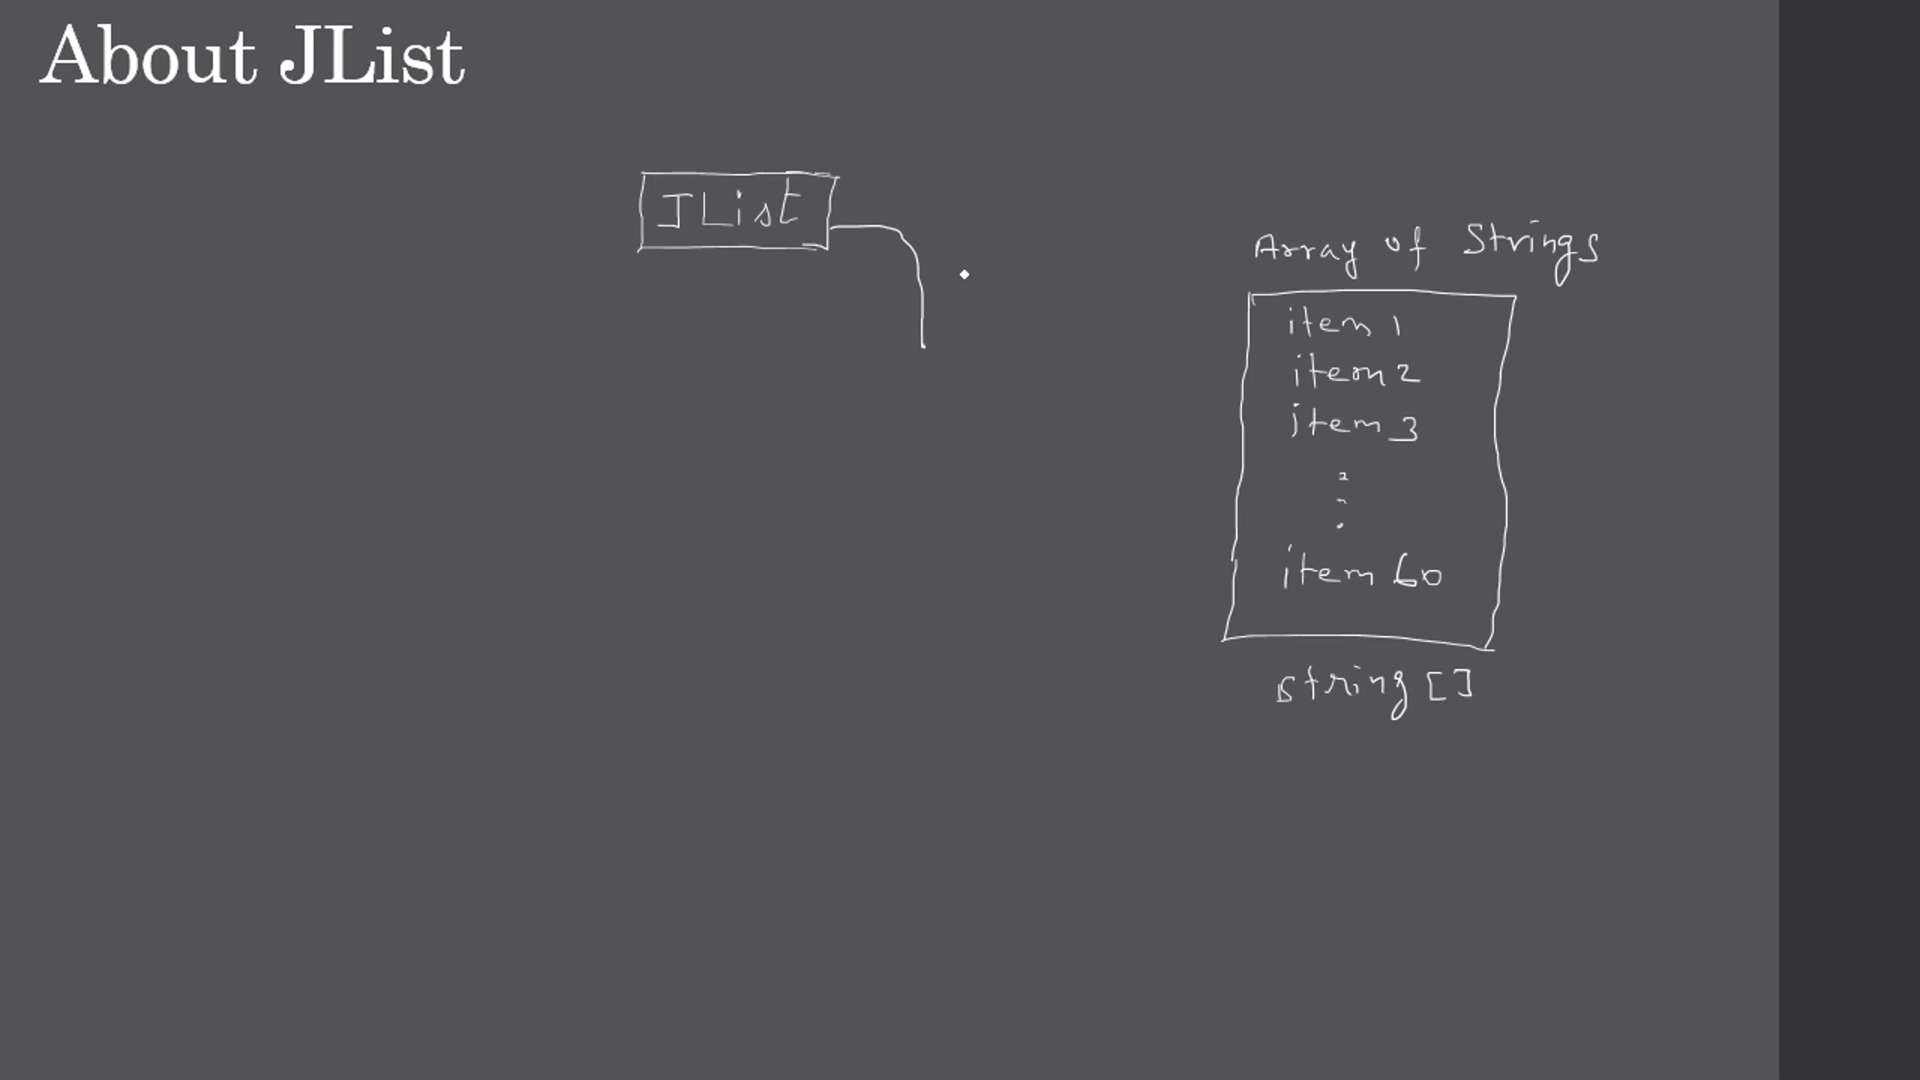 About JList
JList
Array of Strings
item 1
item 2
item 3
item 60
string []